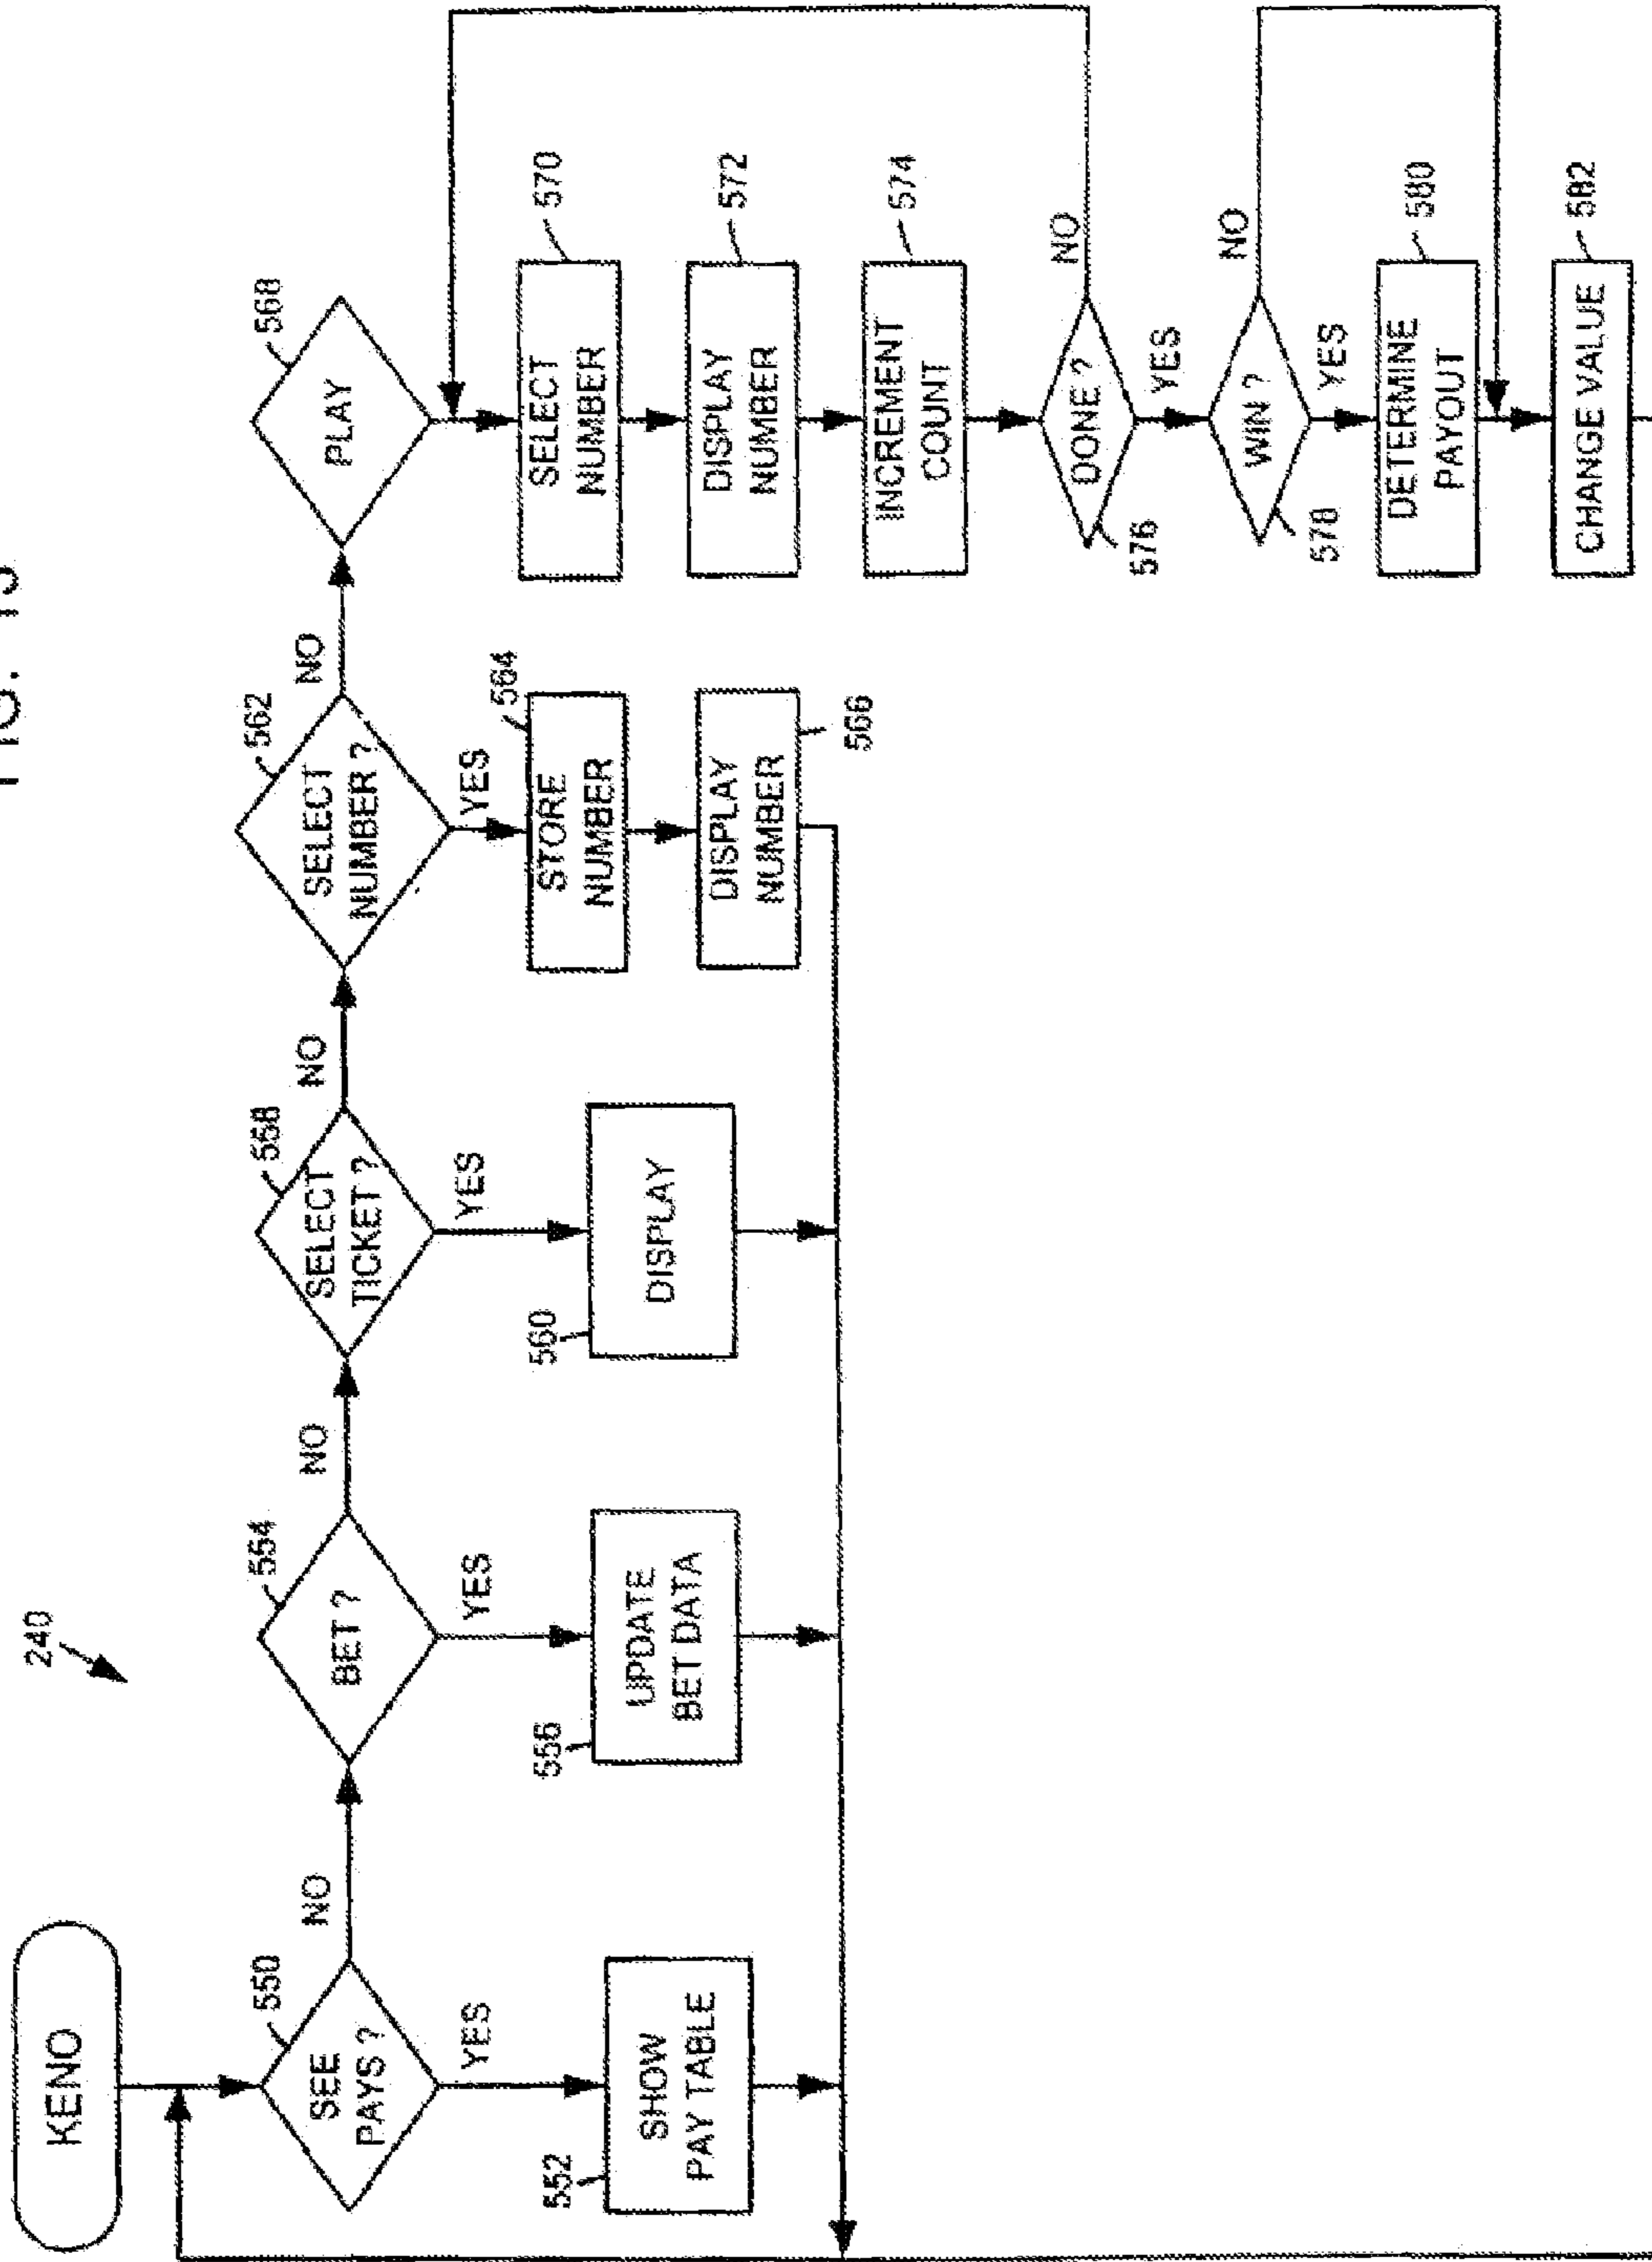 FIG.
240
KENO
550
SEE
PAYS ?
NO
YES
552
SHOW
PAY TABLE
554
BET ?
NO
YES
556
UPDATE
BET DATA
558
SELECT
TICKET ?
NO
YES
560
DISPLAY
562
SELECT
NUMBER ?
NO
YES
564
STORE
NUMBER
566
DISPLAY
NUMBER
568
PLAY
570
SELECT
NUMBER
572
DISPLAY
NUMBER
574
INCREMENT
COUNT
576
DONE ?
NO
YES
578
WIN ?
NO
YES
580
DETERMINE
PAYOUT
582
CHANGE VALUE